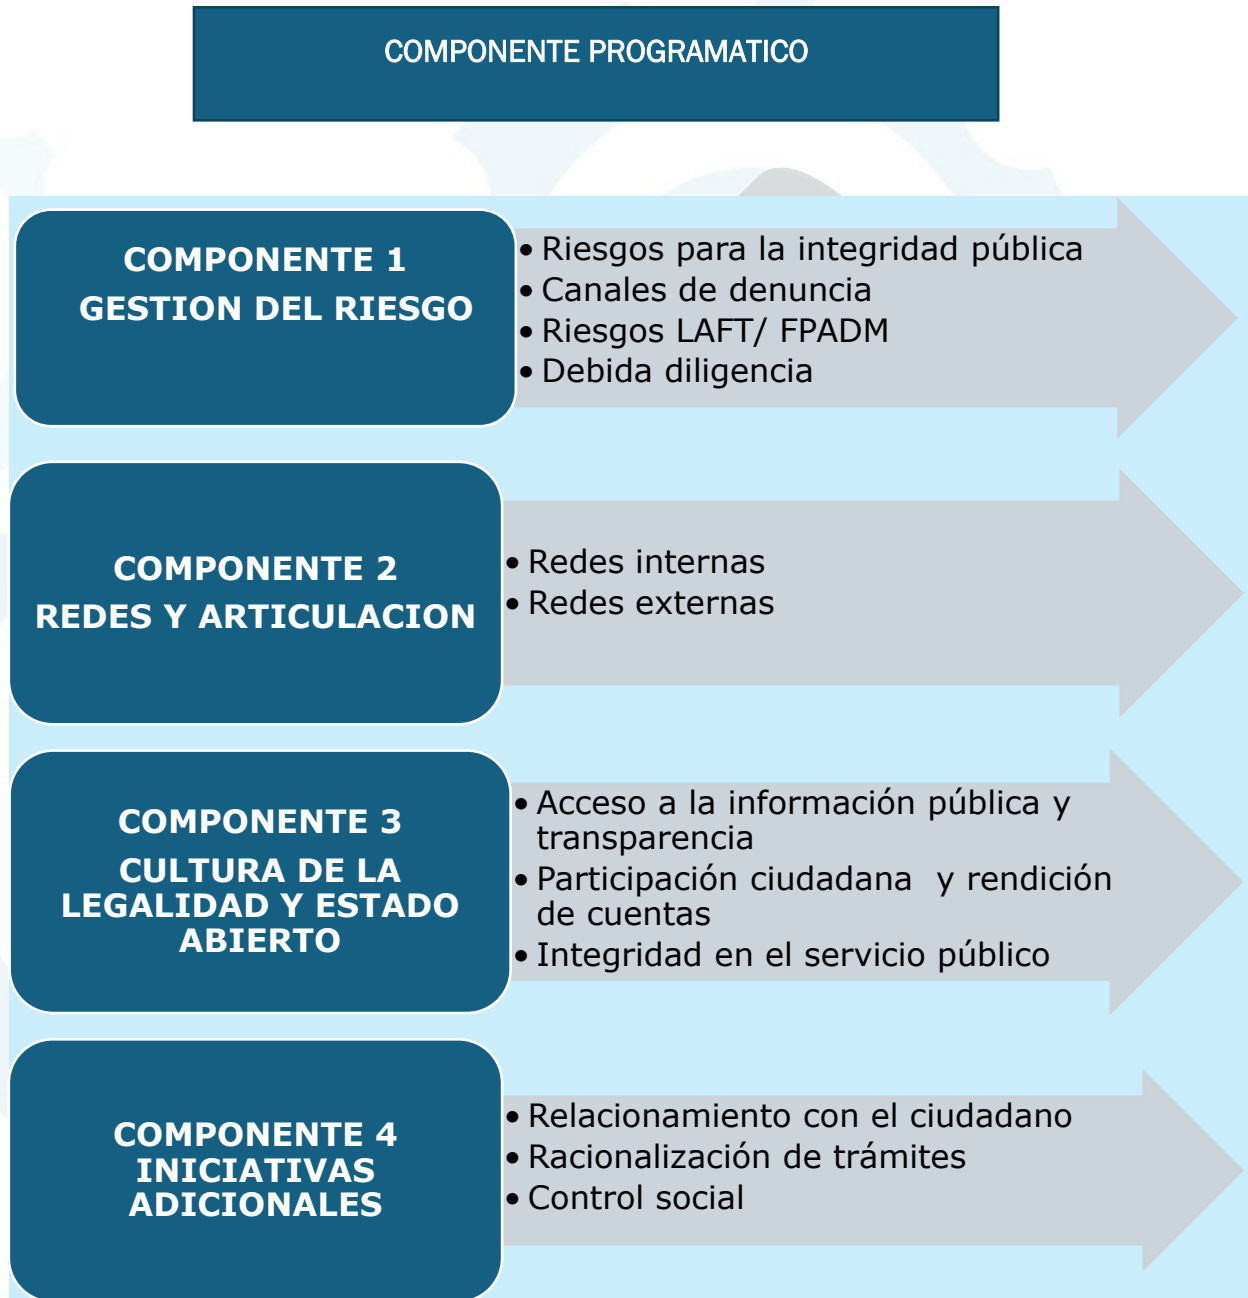 COMPONENTE PROGRAMATICO
COMPONENTE 1
GESTION DEL RIESGO
• Riesgos para la integridad pública
• Canales de denuncia
• Riesgos LAFT/ FPADM
• Debida diligencia
COMPONENTE 2
REDES Y ARTICULACION
• Redes internas
• Redes externas
COMPONENTE 3
CULTURA DE LA
LEGALIDAD Y ESTADO
ABIERTO
• Acceso a la información pública y
transparencia
• Participación ciudadana  y rendición
de cuentas
• Integridad en el servicio público
COMPONENTE 4
INICIATIVAS
ADICIONALES
• Relacionamiento con el ciudadano
• Racionalización de trámites
• Control social